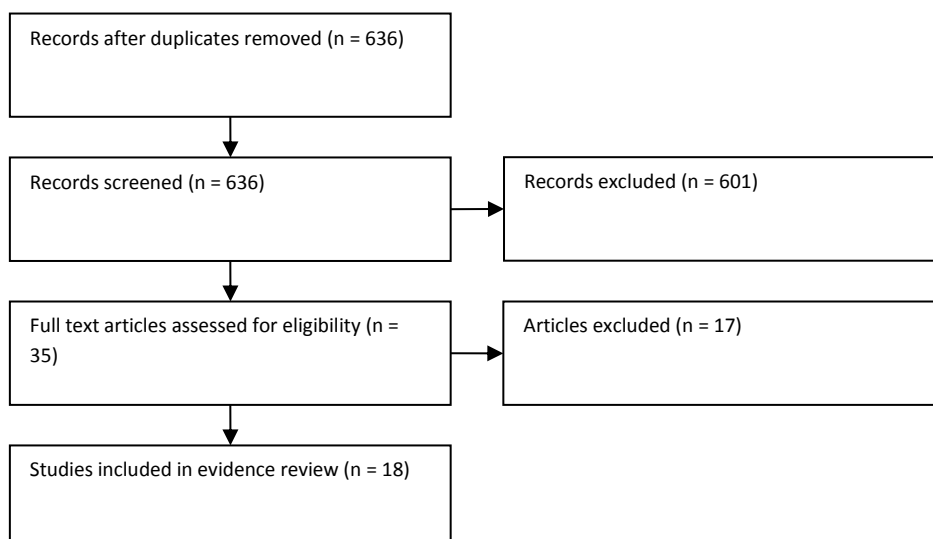 Records after duplicates removed (n = 636)
Records screened (n = 636)
Records excluded (n = 601)
Full text articles assessed for eligibility (n =
35)
Articles excluded (n = 17)
Studies included in evidence review (n = 18)